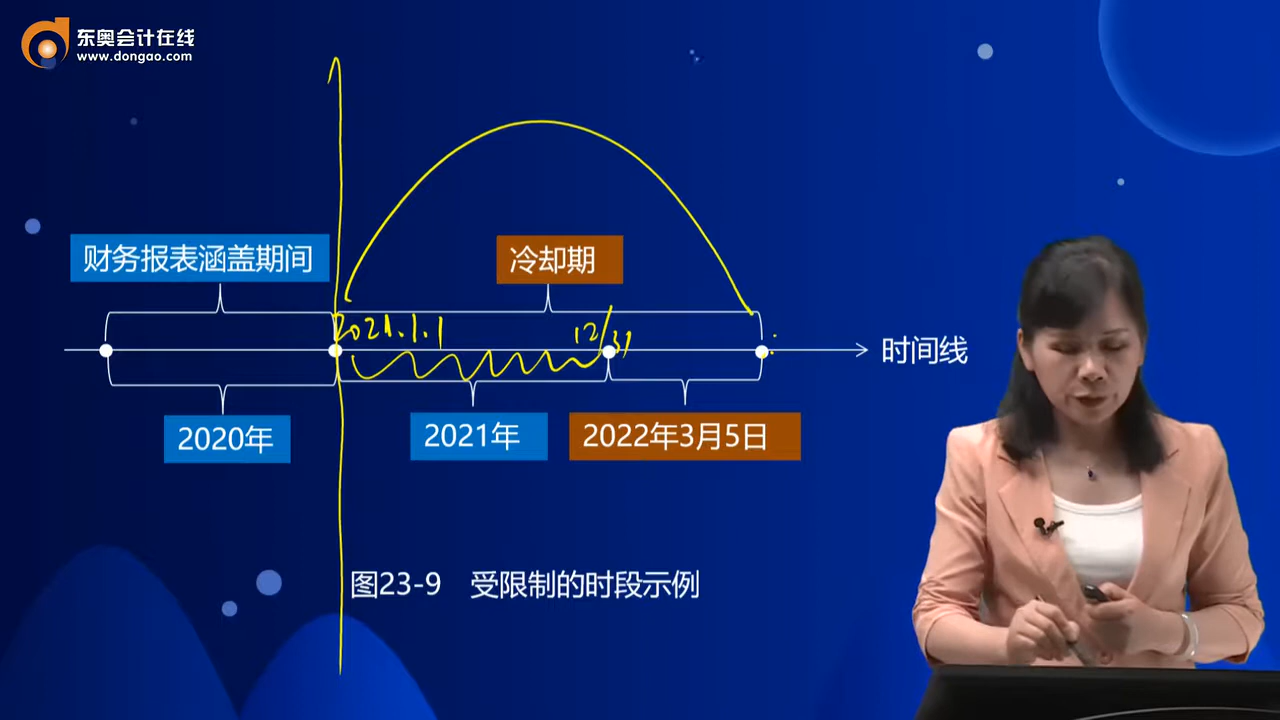 东奥会计在线
www.dongao.com
财务报表涵盖期间
冷却期
2021.1.1
12/31
时间线
2020年
2021年
2022年3月5日
图23-9 受限制的时段示例